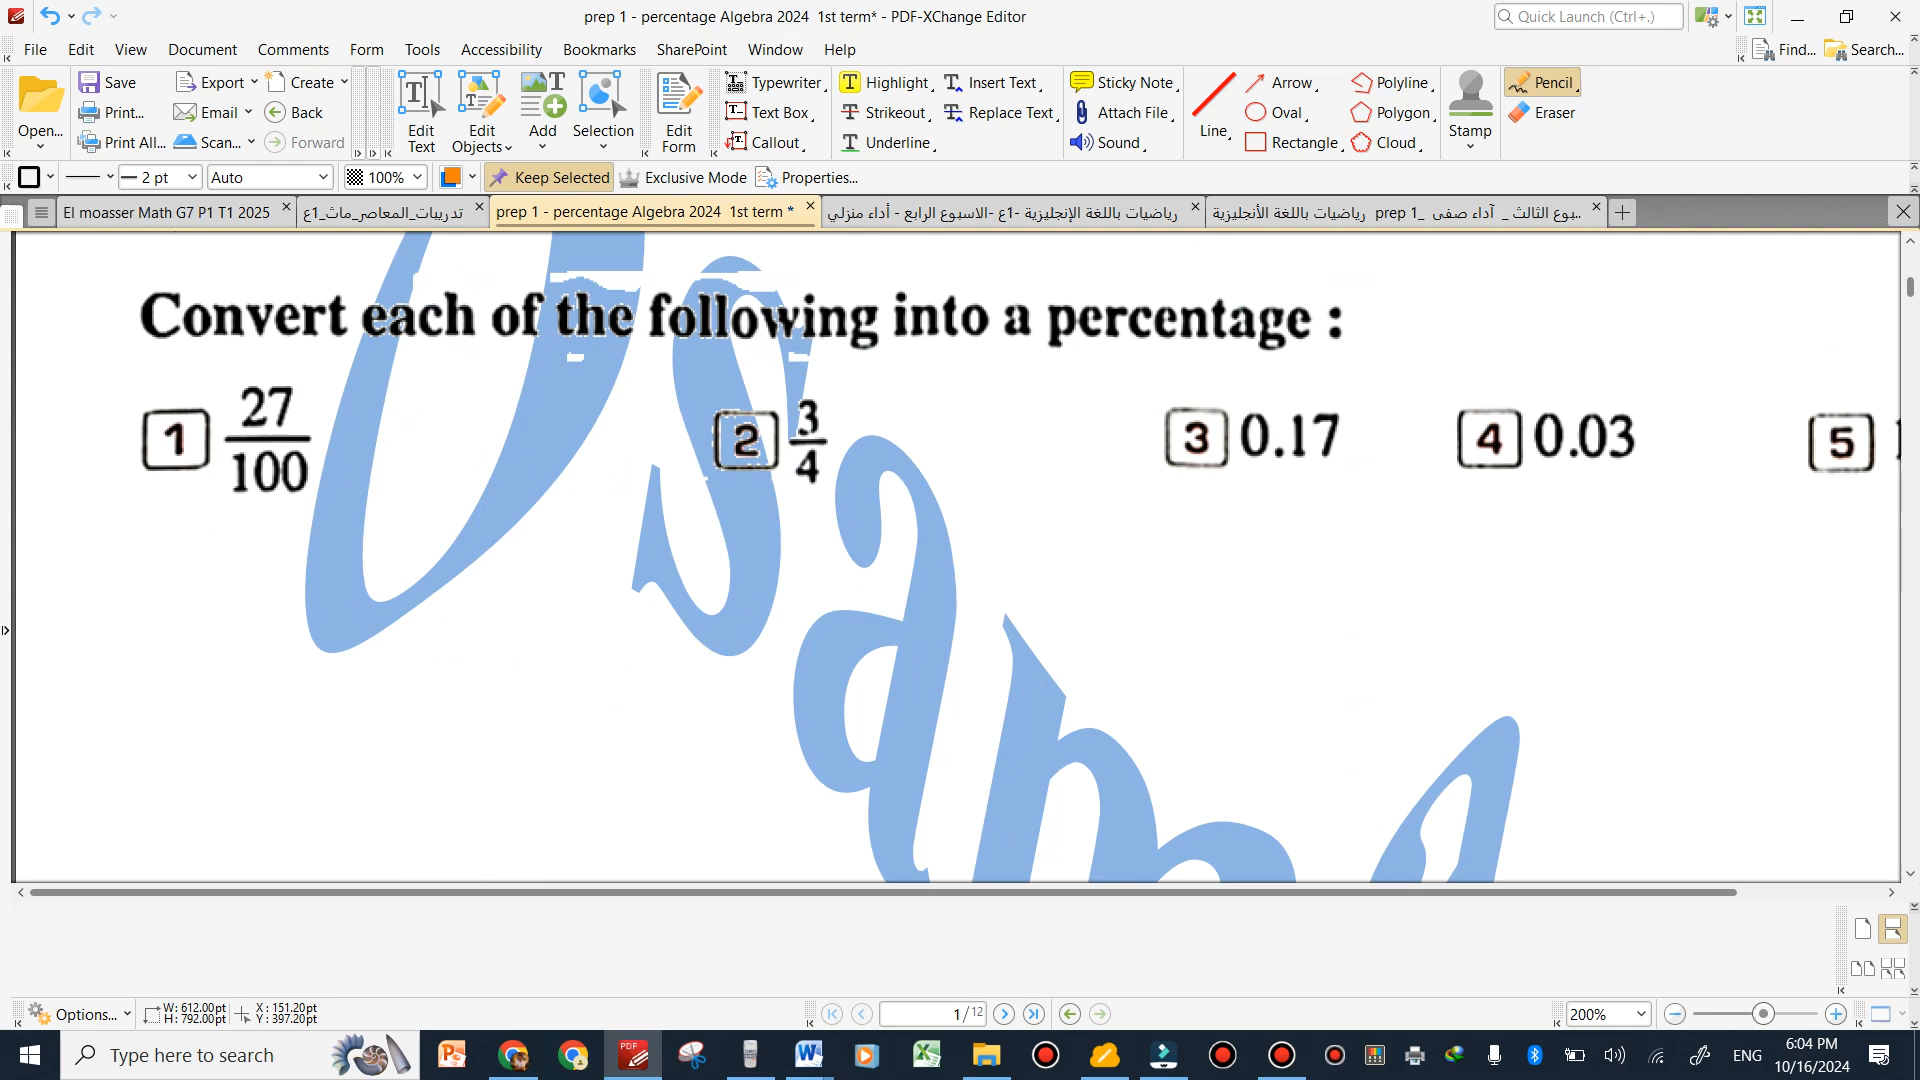 prep 1 - percentage Algebra 2024 1st term* - PDF-XChange Editor
Quick Launch (Ctrl+.)
File Edit View Document Comments Form Tools Accessibility Bookmarks SharePoint Window Help
Find... Search...
Open... Save Export Create
Print... Email Back
Print All... Scan... Forward
Edit Text Edit Objects Add Selection Edit Form
Typewriter Highlight Insert Text Sticky Note Arrow Polyline Pencil
Text Box Strikeout Replace Text Attach File Oval Polygon Eraser
Callout Underline Sound Line Rectangle Cloud Stamp
2 pt Auto 100% Keep Selected Exclusive Mode Properties...
El moasser Math G7 P1 T1 2025
تدريبات_المعاصر_ماث_1ع
prep 1 - percentage Algebra 2024 1st term *
رياضيات باللغة الإنجليزية -1ع -الاسبوع الرابع - أداء منزلي
رياضيات باللغة الأنجليزية prep 1_ ..بوع الثالث _ آداء صفى
Convert each of the following into a percentage :
1 27/100 2 3/4 3 0.17 4 0.03 5
Osam
Options... W: 612.00pt H: 792.00pt X: 151.20pt Y: 397.20pt
1 / 12
200%
Type here to search
ENG
6:04 PM
10/16/2024